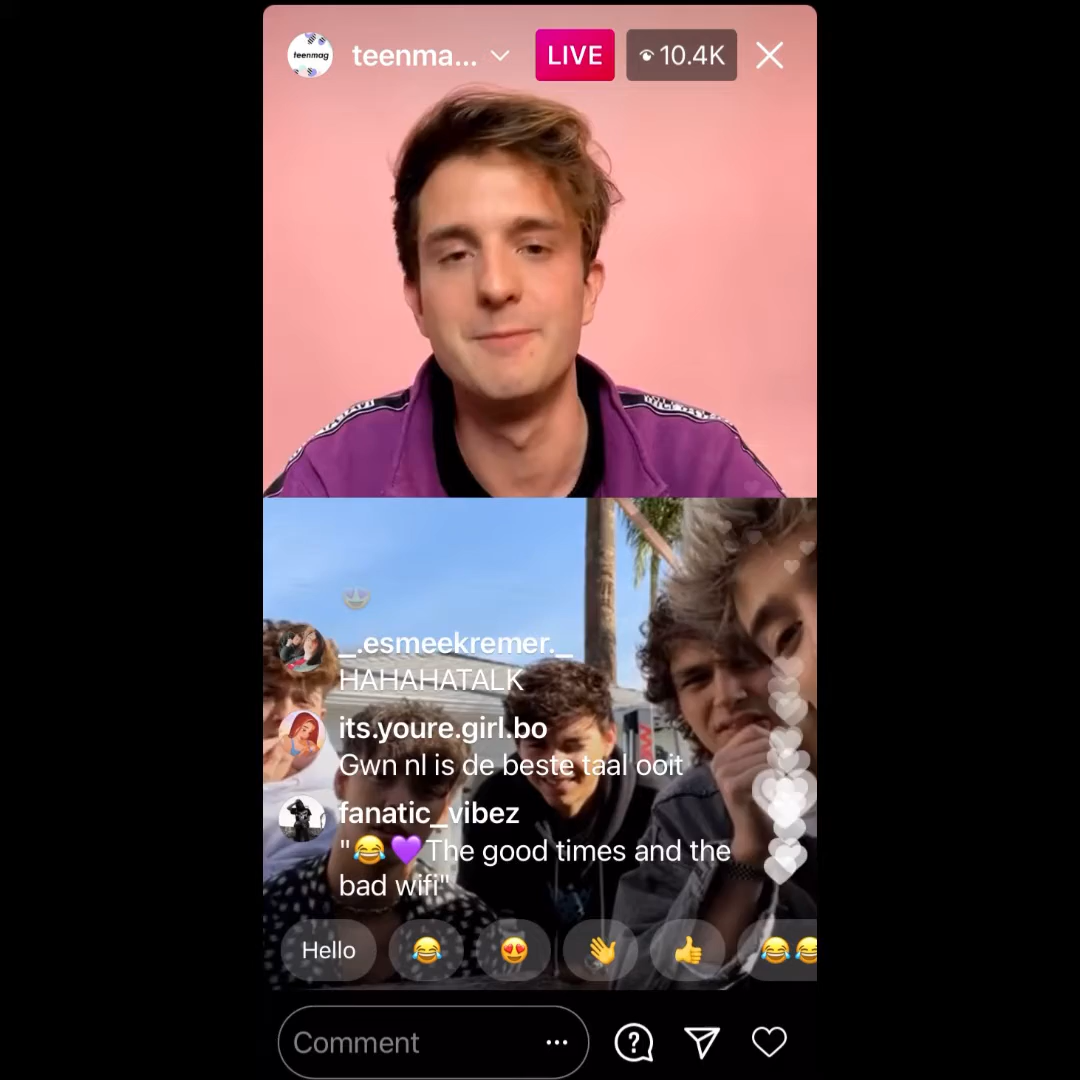 teenmag
teenma...
LIVE
10.4K
_.esmeekremer._
HAHAHATALK
its.youre.girl.bo
Gwn nl is de beste taal ooit
fanatic_vibez
"😂💜The good times and the
bad wifi"
Hello
Comment